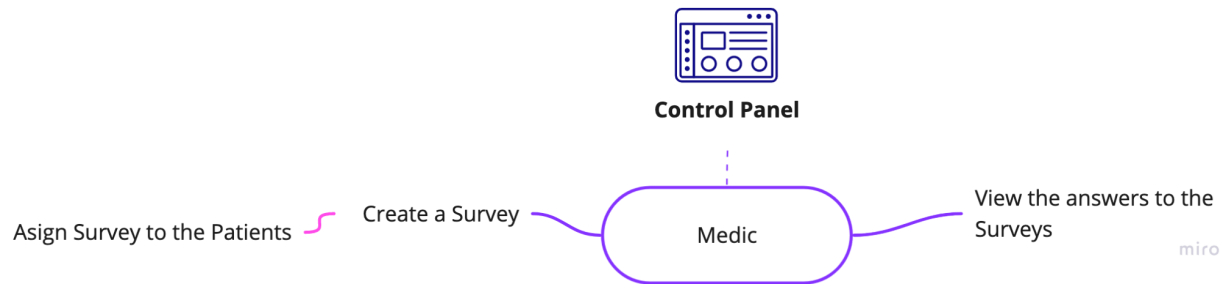 Control Panel
Asign Survey to the Patients
Create a Survey
Medic
View the answers to the
Surveys
miro